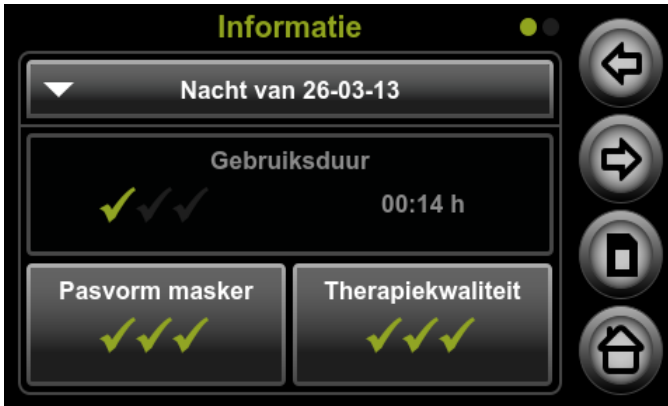 Informatie
Nacht van 26-03-13
Gebruiksduur
00:14 h
Pasvorm masker
Therapiekwaliteit